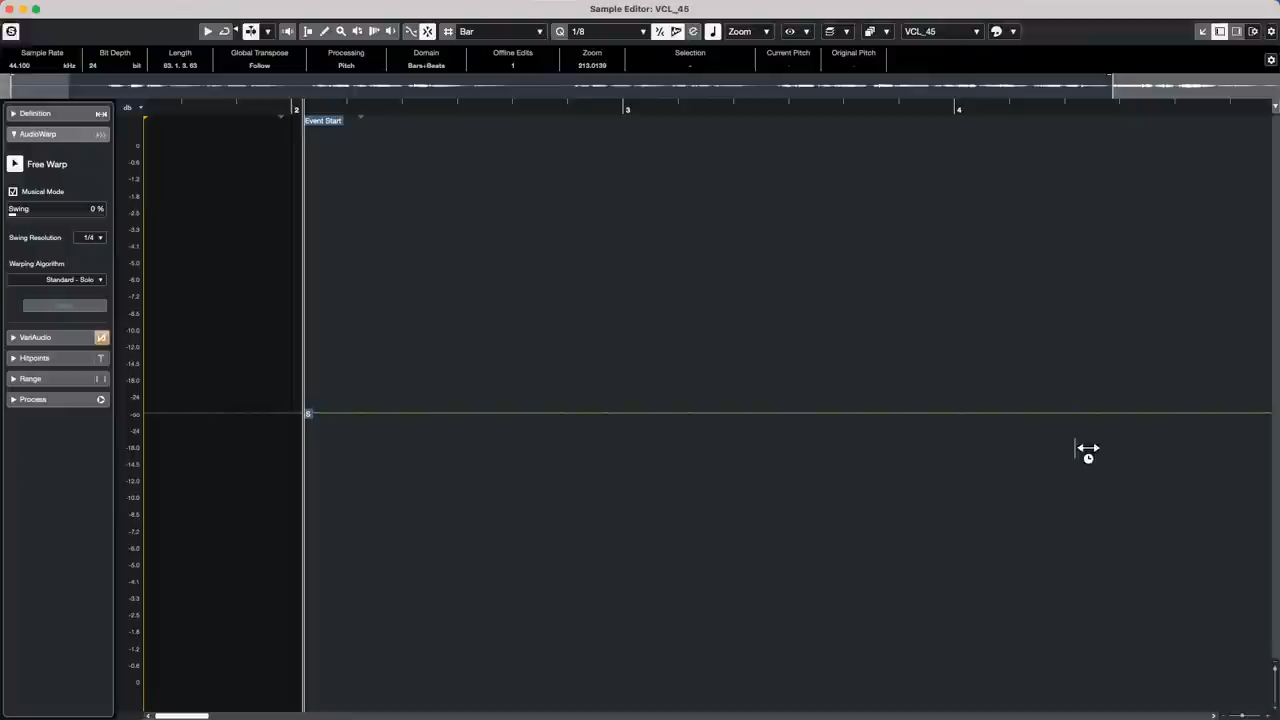 Sample Editor: VCL_45
Bar
1/8
Zoom
VCL_45
Sample Rate
Bit Depth
Length
Global Transpose
Processing
Domain
Offline Edits
Zoom
Selection
Current Pitch
Original Pitch
44.100 kHz
24 bit
83. 1. 3. 63
Follow
Pitch
Bars+Beats
1
213.0139
-
-
-
dB
2
3
4
Definition
AudioWarp
Free Warp
Musical Mode
Swing 0 %
Swing Resolution 1/4
Warping Algorithm
Standard - Solo
VariAudio
Hitpoints
Range
Process
Event Start
S
0
-0.6
-1.2
-1.8
-2.5
-3.3
-4.1
-5.0
-6.0
-7.2
-8.5
-10.0
-12.0
-14.5
-18.0
-24
-oo
-24
-18.0
-14.5
-12.0
-10.0
-8.5
-7.2
-6.0
-5.0
-4.1
-3.3
-2.5
-1.8
-1.2
-0.6
0